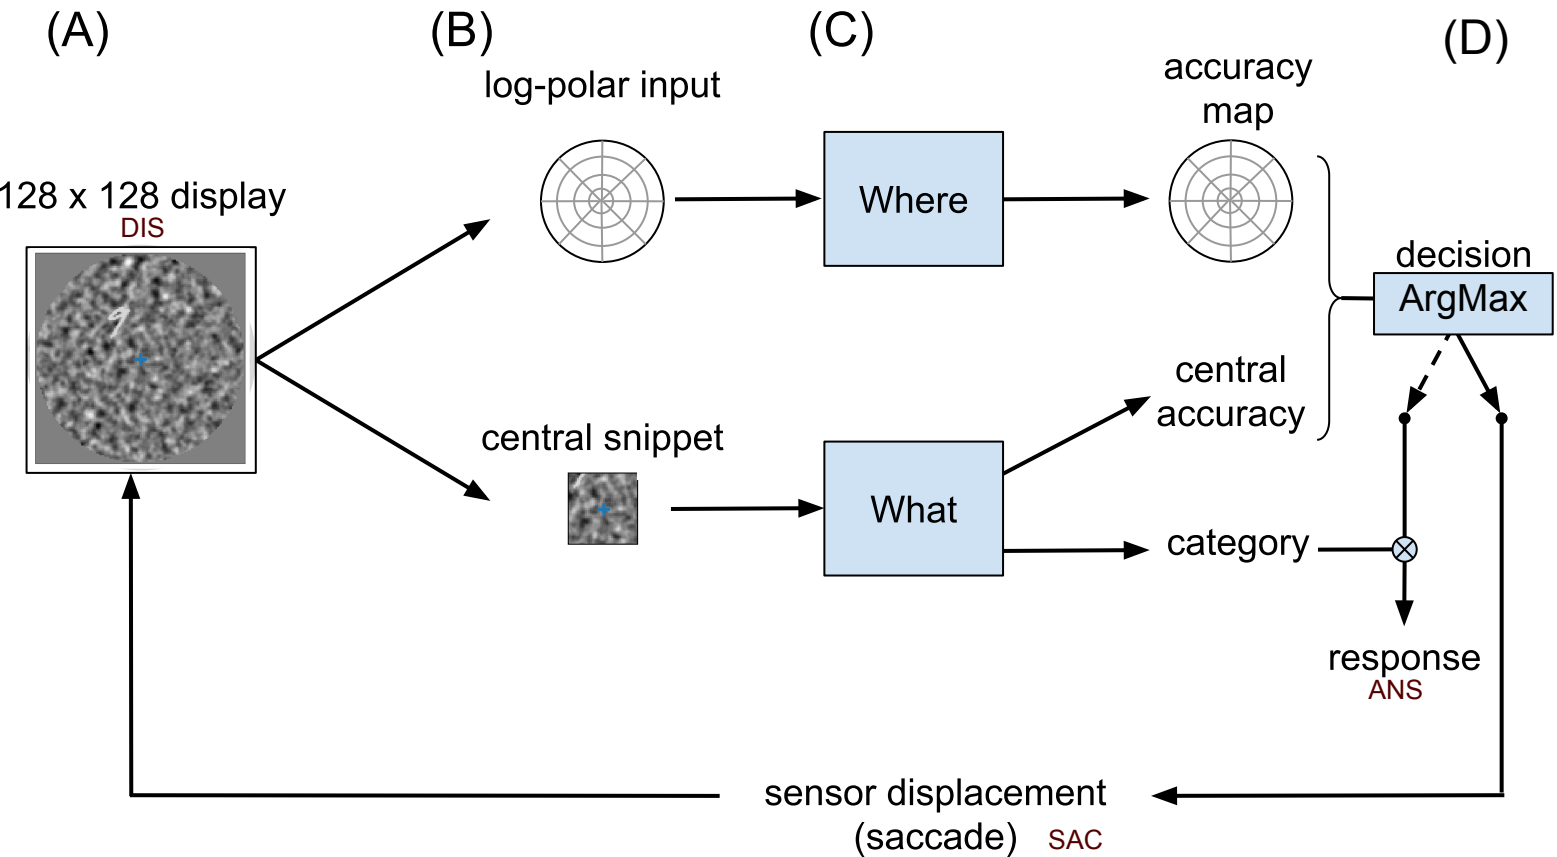 (A)
(B)
(C)
(D)
128 x 128 display
DIS
9
log-polar input
central snippet
Where
What
accuracy
map
central
accuracy
category
decision
ArgMax
response
ANS
sensor displacement
(saccade) SAC